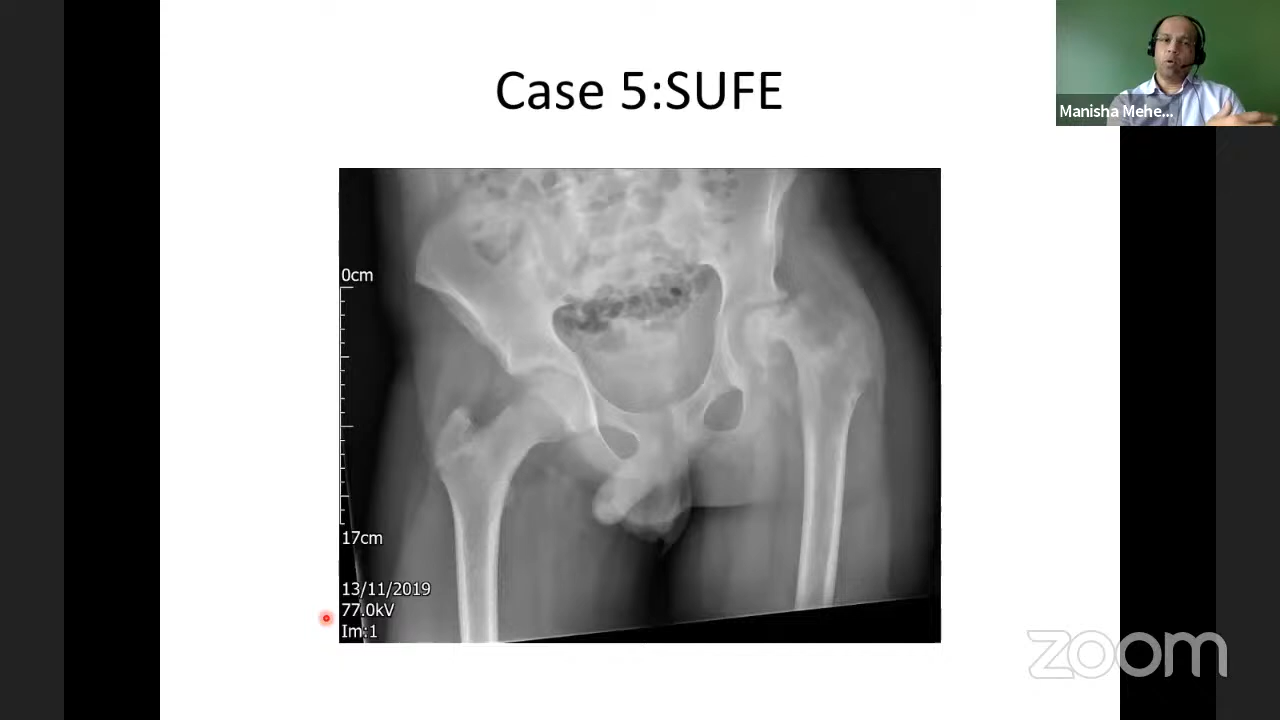 Case 5:SUFE
Manisha Mehe...
0cm
17cm
13/11/2019
77.0kV
Im:1
zoom